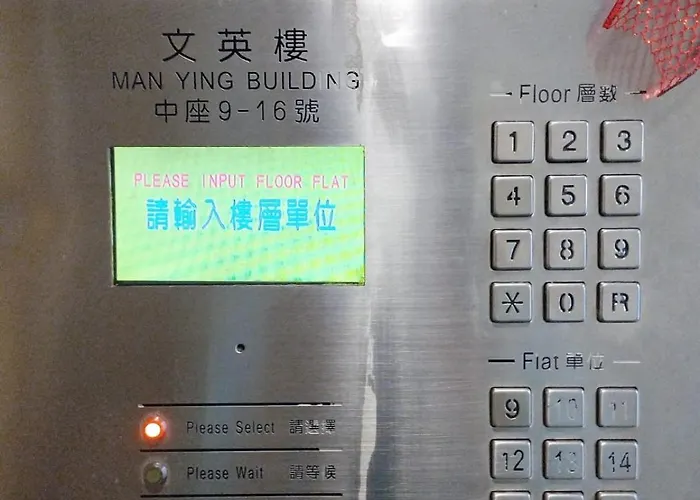 文英樓
MAN YING BUILDING
中座9-16號
PLEASE INPUT FLOOR FLAT
請輸入樓層單位
Please Select 請選擇
Please Wait 請等候
Floor 層數
1 2 3
4 5 6
7 8 9
* 0 R
Flat 單位
9 10 11
12 13 14